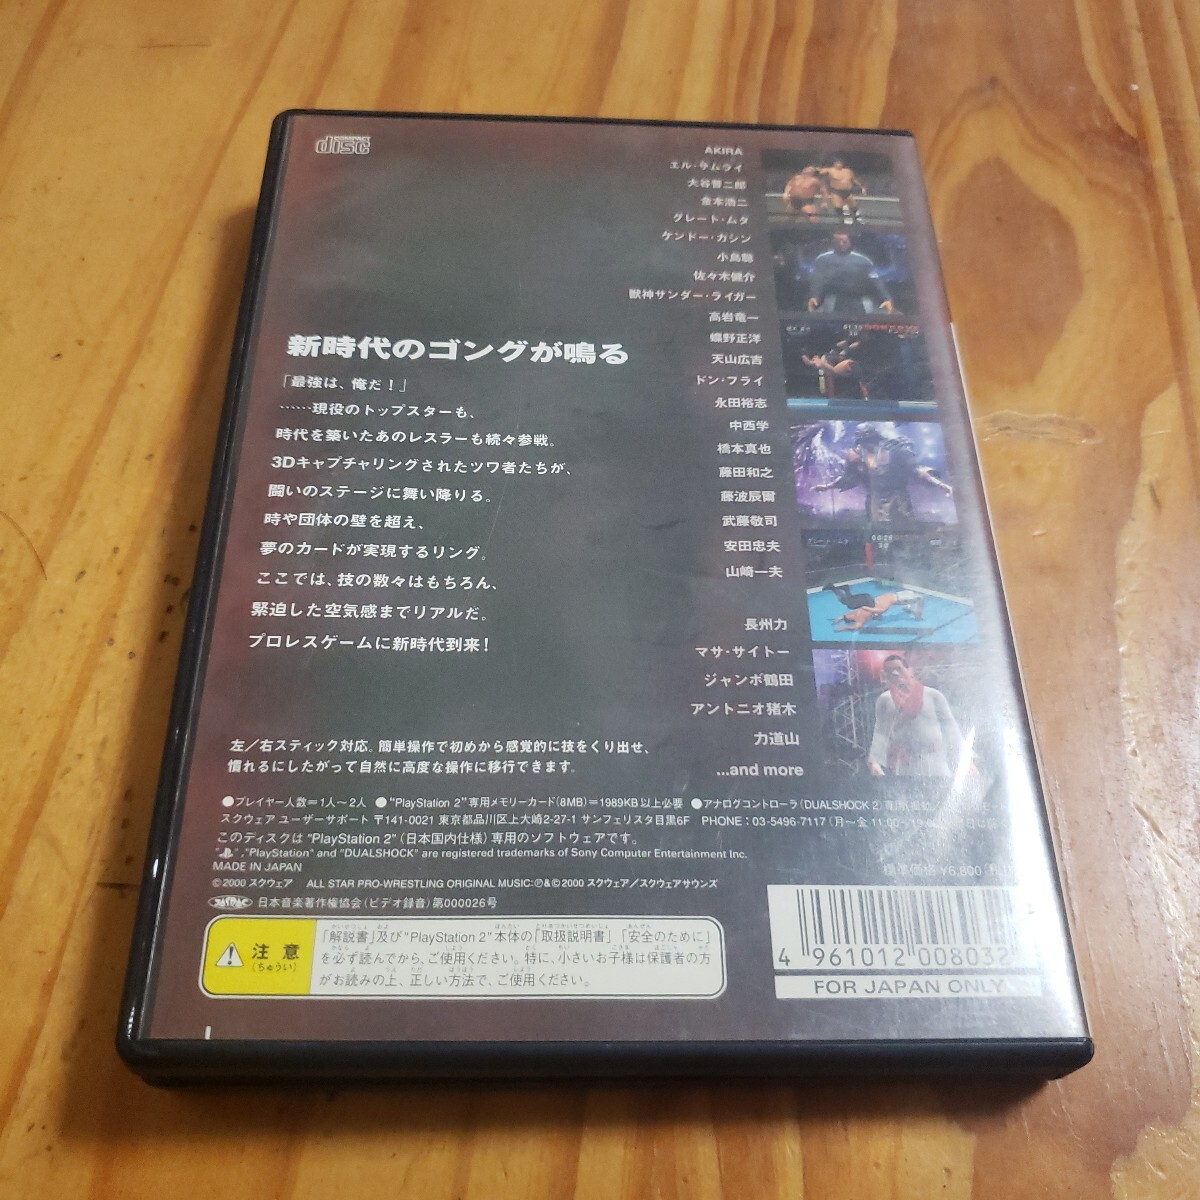 COMPACT
disc
新時代のゴングが鳴る
「最強は、俺だ!」
……現役のトップスターも、
時代を築いたあのレスラーも続々参戦。
3Dキャプチャリングされたツワ者たちが、
闘いのステージに舞い降りる。
時や団体の壁を超え、
夢のカードが実現するリング。
ここでは、技の数々はもちろん、
緊迫した空気感までリアルだ。
プロレスゲームに新時代到来!
AKIRA
エル・サムライ
大谷晋二郎
金本浩二
グレート・ムタ
ケンドー・カシン
小島聡
佐々木健介
獣神サンダー・ライガー
高岩竜一
蝶野正洋
天山広吉
ドン・フライ
永田裕志
中西学
橋本真也
藤田和之
藤波辰爾
武藤敬司
安田忠夫
山崎一夫
長州力
マサ・サイトー
ジャンボ鶴田
アントニオ猪木
力道山
...and more
左/右スティック対応。簡単操作で初めから感覚的に技をくり出せ、
慣れるにしたがって自然に高度な操作に移行できます。
●プレイヤー人数=1人〜2人 ●"PlayStation 2"専用メモリーカード(8MB)=1989KB以上必要 ●アナログコントローラ(DUALSHOCK 2)専用
スクウェア ユーザーサポート 〒141-0021 東京都品川区上大崎2-27-1 サンフェリスタ目黒6F PHONE:03-5496-7117(月〜金 11:00
このディスクは"PlayStation 2"(日本国内仕様)専用のソフトウェアです。
" ","PlayStation" and "DUALSHOCK" are registered trademarks of Sony Computer Entertainment Inc.
MADE IN JAPAN
標準価格 ¥6,800
©2000 スクウェア ALL STAR PRO-WRESTLING ORIGINAL MUSIC:℗&©2000 スクウェア/スクウェアサウンズ
JASRAC 日本音楽著作権協会(ビデオ録音)第000026号
注意
(ちゅうい)
「解説書」及び"PlayStation 2"本体の「取扱説明書」「安全のために」
を必ず読んでから、ご使用ください。特に、小さいお子様は保護者の方
がお読みの上、正しい方法で、ご使用ください。
4 961012 008032
FOR JAPAN ONLY